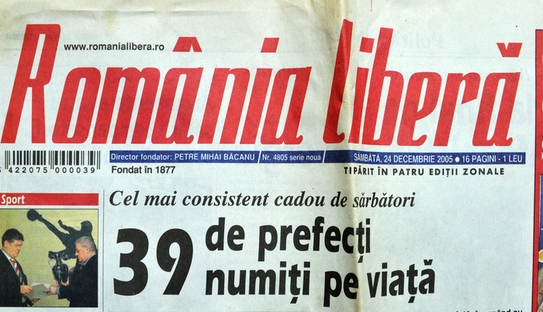 www.romanialibera.ro
România liberă
Director fondator: PETRE MIHAI BĂCANU
Nr. 4805 serie nouă
SÂMBĂTĂ, 24 DECEMBRIE 2005 • 16 PAGINI - 1 LEU
422075 000039
Fondat în 1877
TIPĂRIT ÎN PATRU EDIȚII ZONALE
Sport
Cel mai consistent cadou de sărbători
39 de prefecți
numiți pe viață